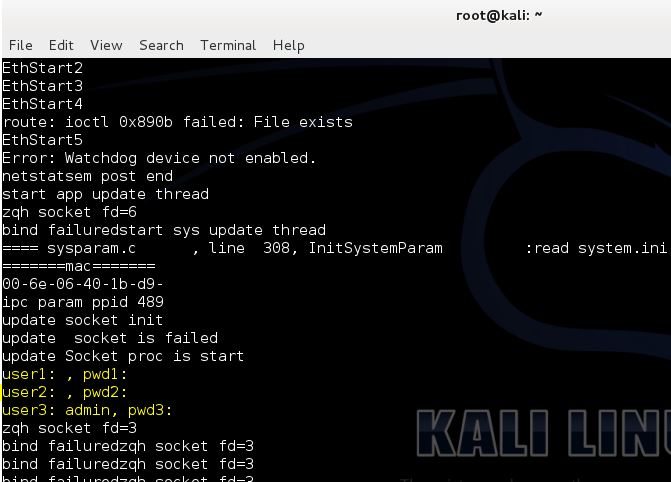 root@kali: ~
File Edit View Search Terminal Help
EthStart2
EthStart3
EthStart4
route: ioctl 0x890b failed: File exists
EthStart5
Error: Watchdog device not enabled.
netstatsem post end
start app update thread
zqh socket fd=6
bind failuredstart sys update thread
==== sysparam.c      , line  308, InitSystemParam         :read system.ini
=======mac=======
00-6e-06-40-1b-d9-
ipc param ppid 489
update socket init
update  socket is failed
update Socket proc is start
user1: , pwd1:
user2: , pwd2:
user3: admin, pwd3:
zqh socket fd=3
bind failuredzqh socket fd=3
bind failuredzqh socket fd=3
bind failuredzqh socket fd=3
KALI LINU